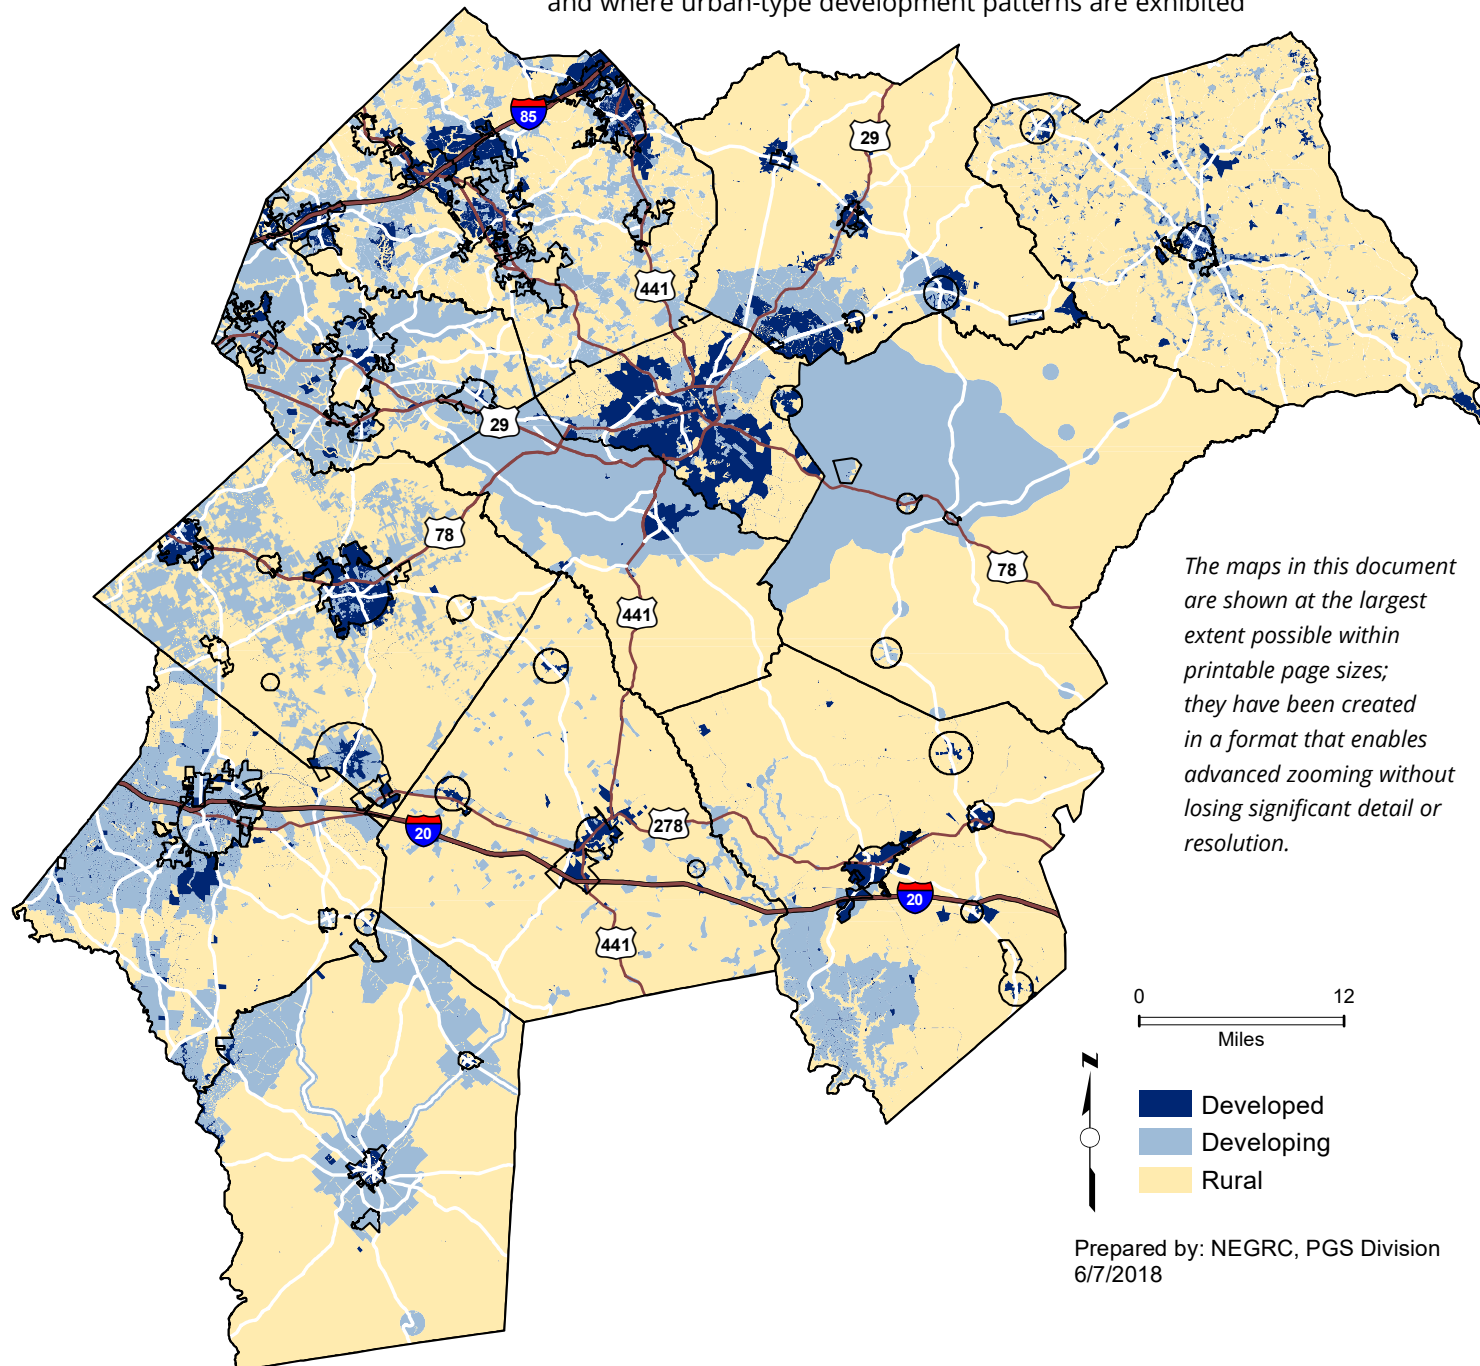 and where urban-type development patterns are exhibited
85
29
441
29
78
441
78
The maps in this document
are shown at the largest
extent possible within
printable page sizes;
they have been created
in a format that enables
advanced zooming without
losing significant detail or
resolution.
278
20
20
441
0 12
Miles
N
Developed
Developing
Rural
Prepared by: NEGRC, PGS Division
6/7/2018